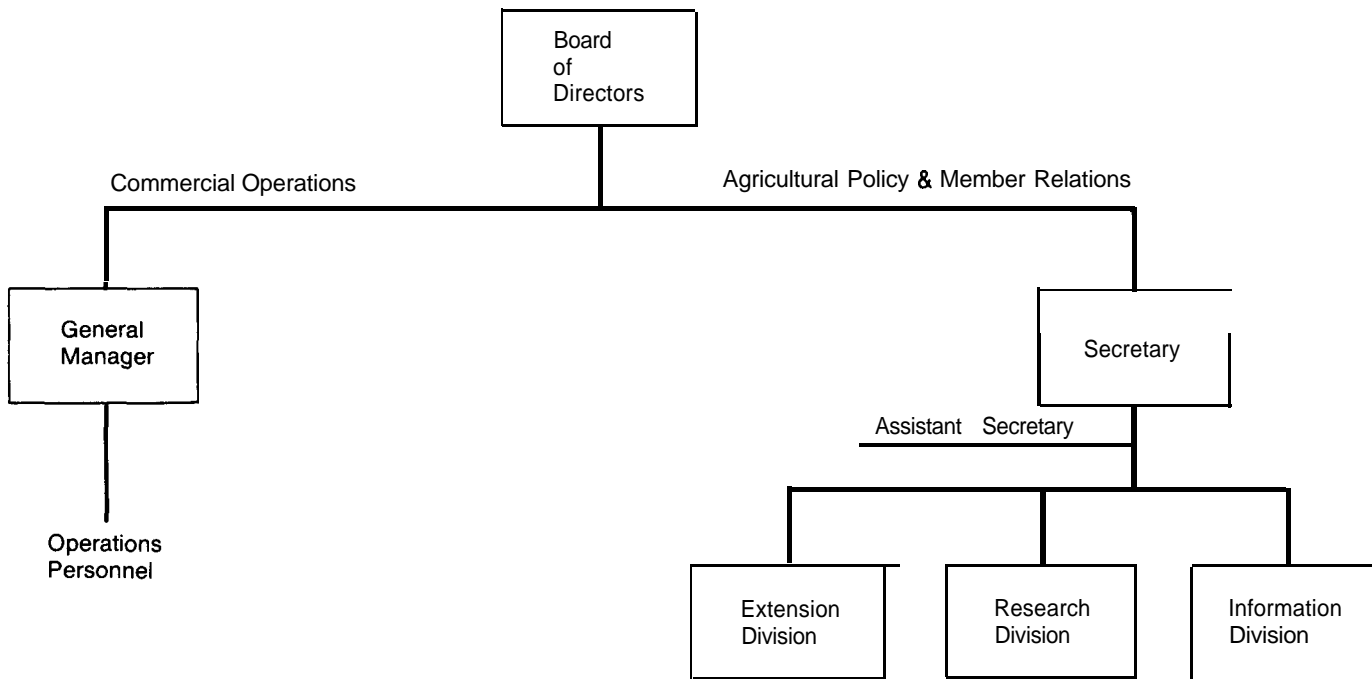 Board
of
Directors
Commercial Operations
Agricultural Policy & Member Relations
General
Manager
Secretary
Assistant Secretary
Operations
Personnel
Extension
Division
Research
Division
Information
Division